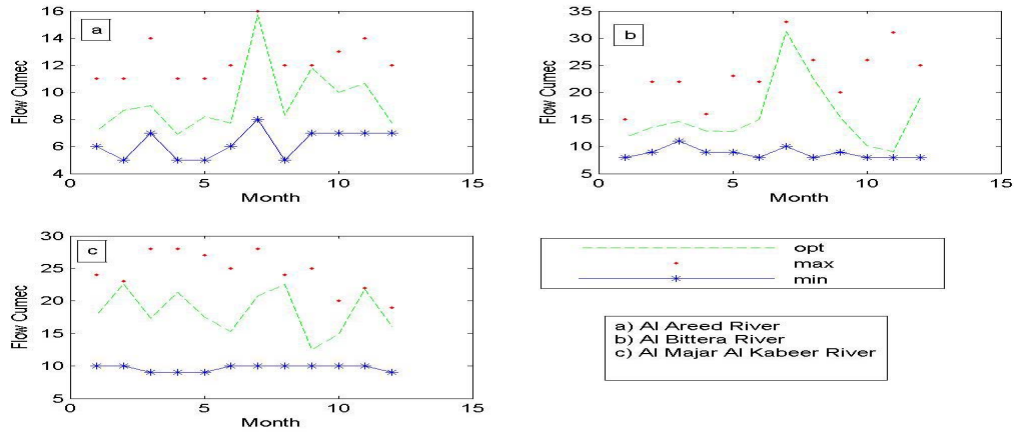 a
16
14
12
10
8
6
4
Flow Cumec
0
5
10
15
Month
b
35
30
25
20
15
10
5
Flow Cumec
0
5
10
15
Month
c
30
25
20
15
10
5
Flow Cumec
0
5
10
15
Month
opt
max
min
a) Al Areed River
b) Al Bittera River
c) Al Majar Al Kabeer River